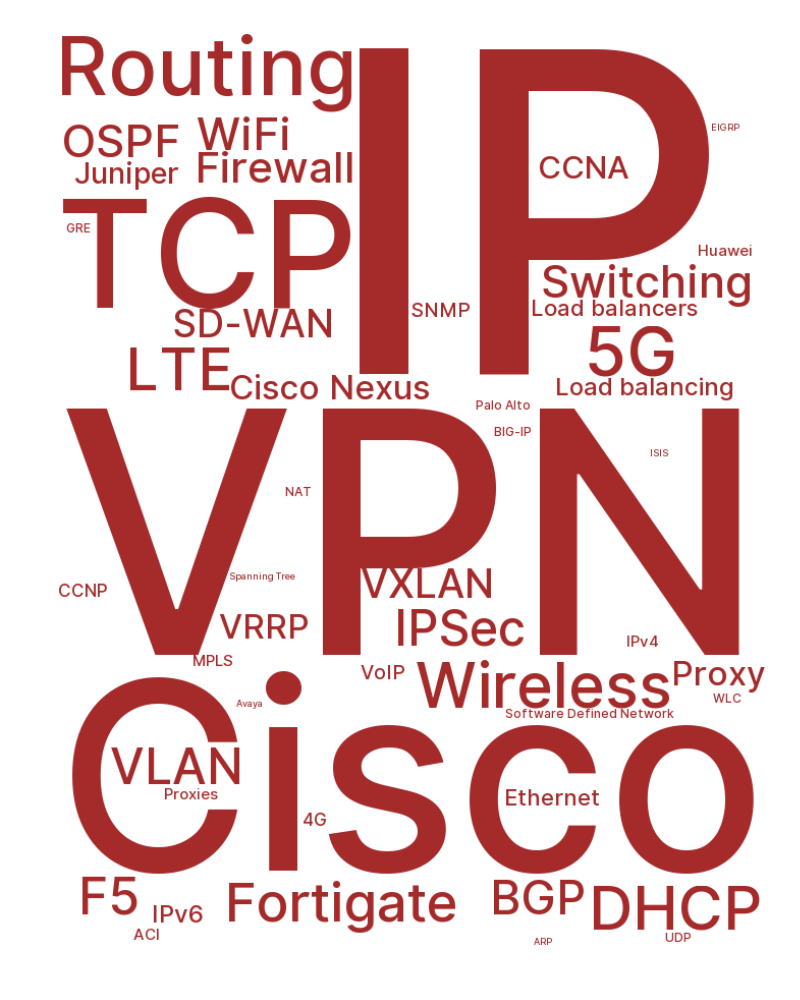 Routing
IP
EIGRP
OSPF
WiFi
Juniper
Firewall
CCNA
TCP
GRE
Huawei
Switching
SD-WAN
SNMP
Load balancers
LTE
5G
Cisco Nexus
Load balancing
Palo Alto
VPN
BIG-IP
ISIS
NAT
Spanning Tree
CCNP
VXLAN
VRRP
IPSec
IPv4
MPLS
VoIP
Wireless
Proxy
WLC
Avaya
Software Defined Network
Cisco
VLAN
Proxies
Ethernet
4G
F5
IPv6
Fortigate
BGP
DHCP
ACI
ARP
UDP